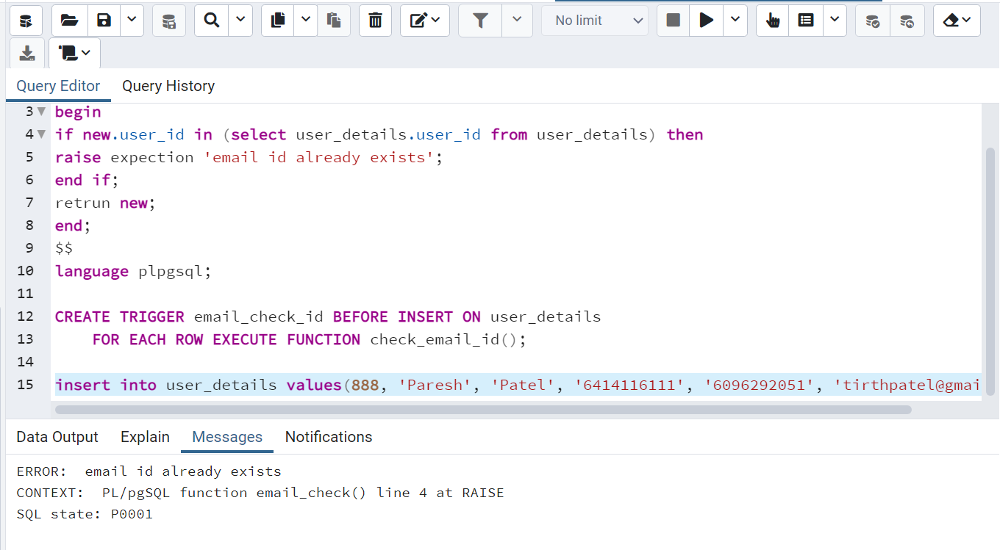 No limit
Query Editor Query History
3 begin
4 if new.user_id in (select user_details.user_id from user_details) then
5 raise expection 'email id already exists';
6 end if;
7 retrun new;
8 end;
9 $$
10 language plpgsql;
11
12 CREATE TRIGGER email_check_id BEFORE INSERT ON user_details
13 FOR EACH ROW EXECUTE FUNCTION check_email_id();
14
15 insert into user_details values(888, 'Paresh', 'Patel', '6414116111', '6096292051', 'tirthpatel@gmai
Data Output Explain Messages Notifications
ERROR: email id already exists
CONTEXT: PL/pgSQL function email_check() line 4 at RAISE
SQL state: P0001